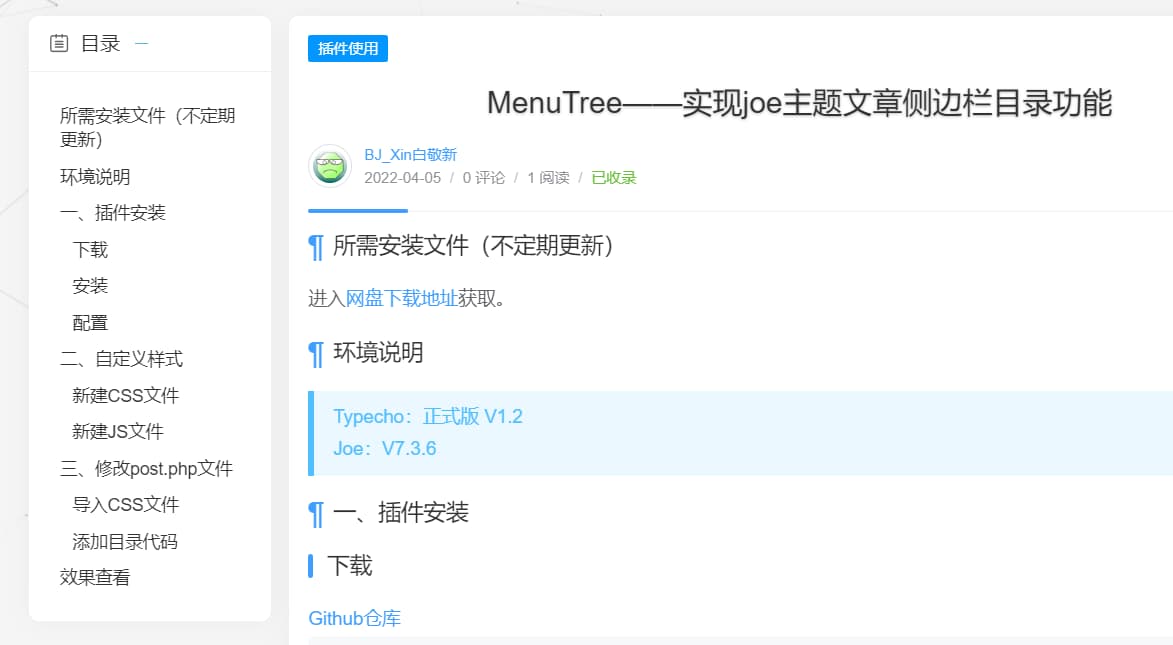 目录
所需安装文件（不定期
更新）
环境说明
一、插件安装
下载
安装
配置
二、自定义样式
新建CSS文件
新建JS文件
三、修改post.php文件
导入CSS文件
添加目录代码
效果查看
插件使用
MenuTree——实现joe主题文章侧边栏目录功能
BJ_Xin白敬新
2022-04-05 / 0 评论 / 1 阅读 / 已收录
¶ 所需安装文件（不定期更新）
进入网盘下载地址获取。
¶ 环境说明
Typecho：正式版 V1.2
Joe：V7.3.6
¶ 一、插件安装
下载
Github仓库